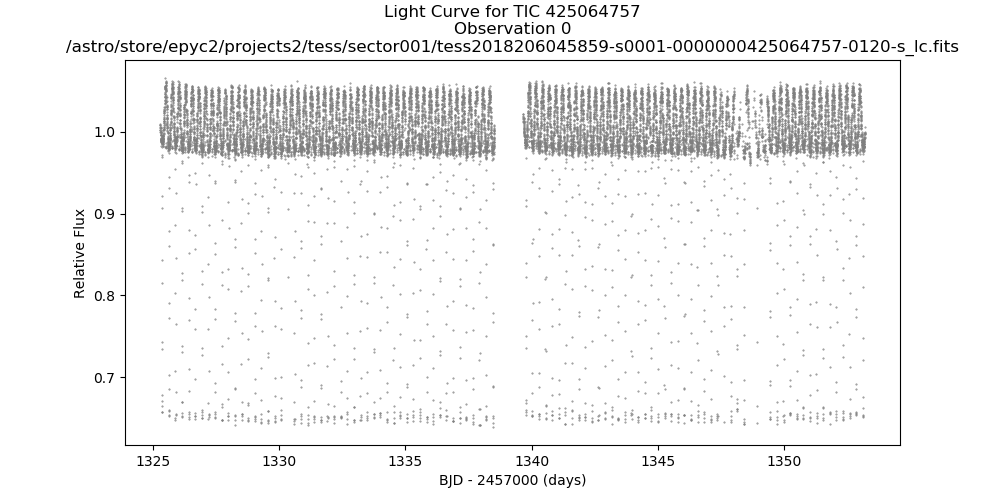 Light Curve for TIC 425064757
Observation 0
/astro/store/epyc2/projects2/tess/sector001/tess2018206045859-s0001-0000000425064757-0120-s_lc.fits
1.0
0.9
0.8
0.7
Relative Flux
1325
1330
1335
1340
1345
1350
BJD - 2457000 (days)